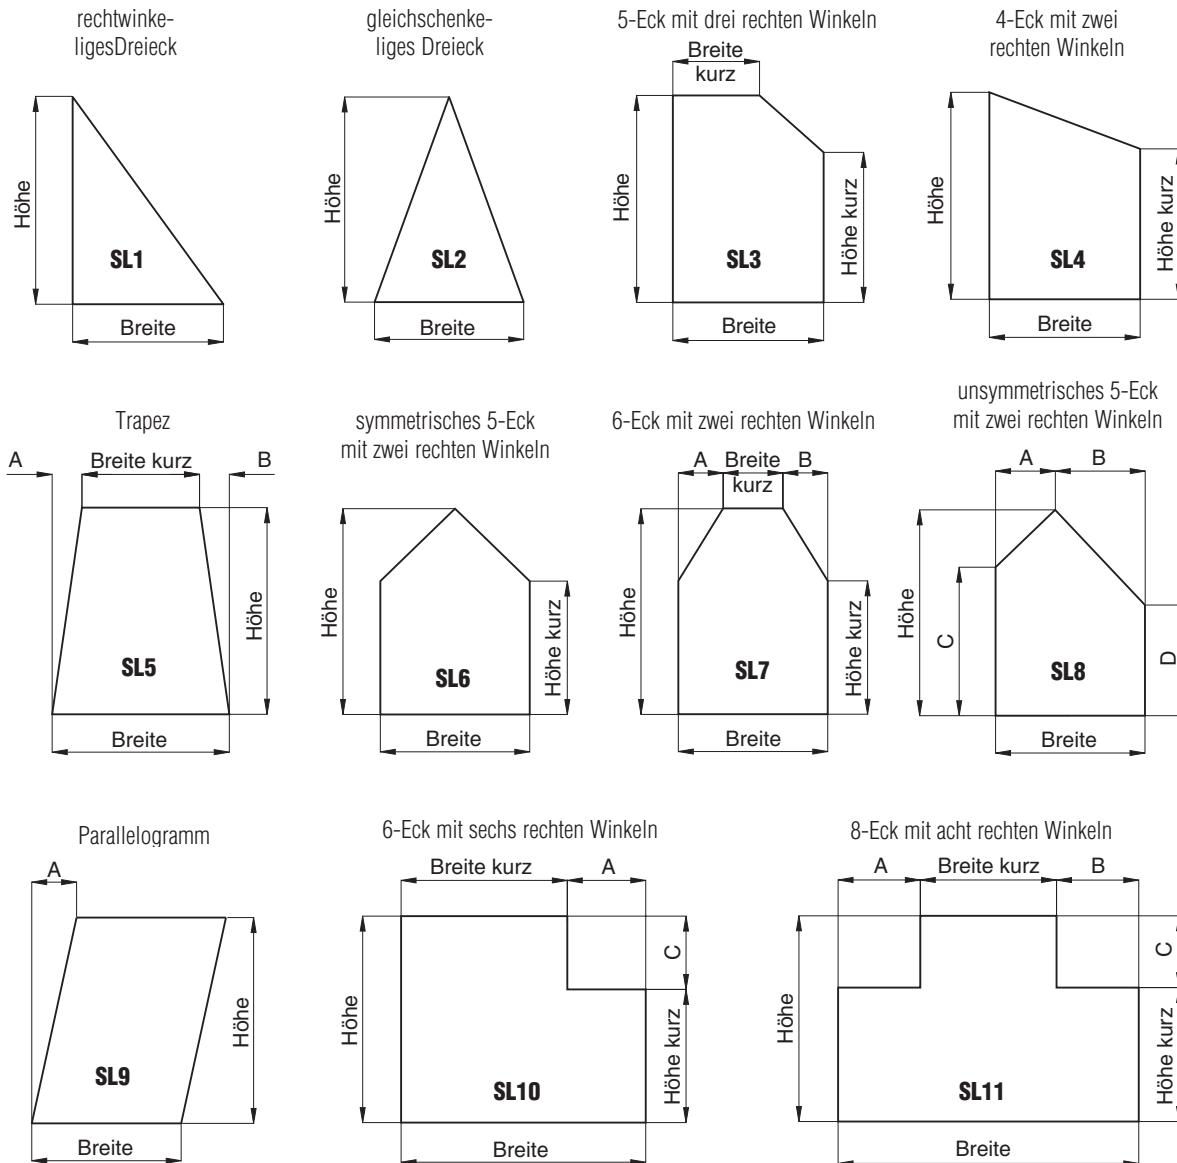 rechtwinke-
ligesDreieck
Höhe
SL1
Breite
gleichschenke-
liges Dreieck
Höhe
SL2
Breite
5-Eck mit drei rechten Winkeln
Breite
kurz
Höhe
SL3
Höhe kurz
Breite
4-Eck mit zwei
rechten Winkeln
Höhe
SL4
Höhe kurz
Breite
Trapez
A
Breite kurz
B
Höhe
SL5
Breite
symmetrisches 5-Eck
mit zwei rechten Winkeln
Höhe
SL6
Höhe kurz
Breite
6-Eck mit zwei rechten Winkeln
A
Breite
kurz
B
Höhe
SL7
Höhe kurz
Breite
unsymmetrisches 5-Eck
mit zwei rechten Winkeln
A
B
Höhe
C
SL8
D
Breite
Parallelogramm
A
Höhe
SL9
Breite
6-Eck mit sechs rechten Winkeln
Breite kurz
A
C
Höhe
Höhe kurz
SL10
Breite
8-Eck mit acht rechten Winkeln
A
Breite kurz
B
C
Höhe
Höhe kurz
SL11
Breite